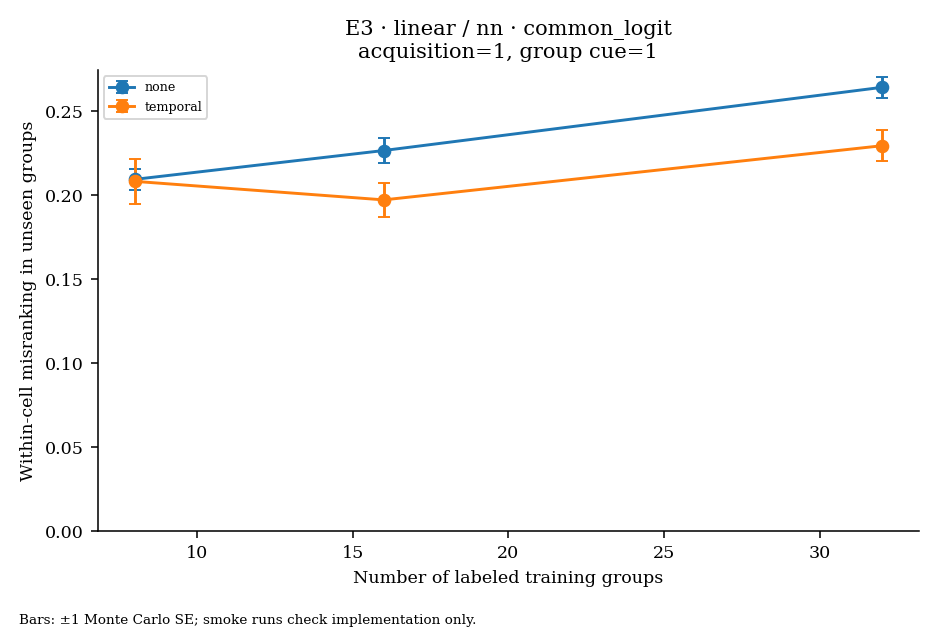 E3 · linear / nn · common_logit
acquisition=1, group cue=1
none
temporal
Within-cell misranking in unseen groups
0.25
0.20
0.15
0.10
0.05
0.00
10 15 20 25 30
Number of labeled training groups
Bars: ±1 Monte Carlo SE; smoke runs check implementation only.